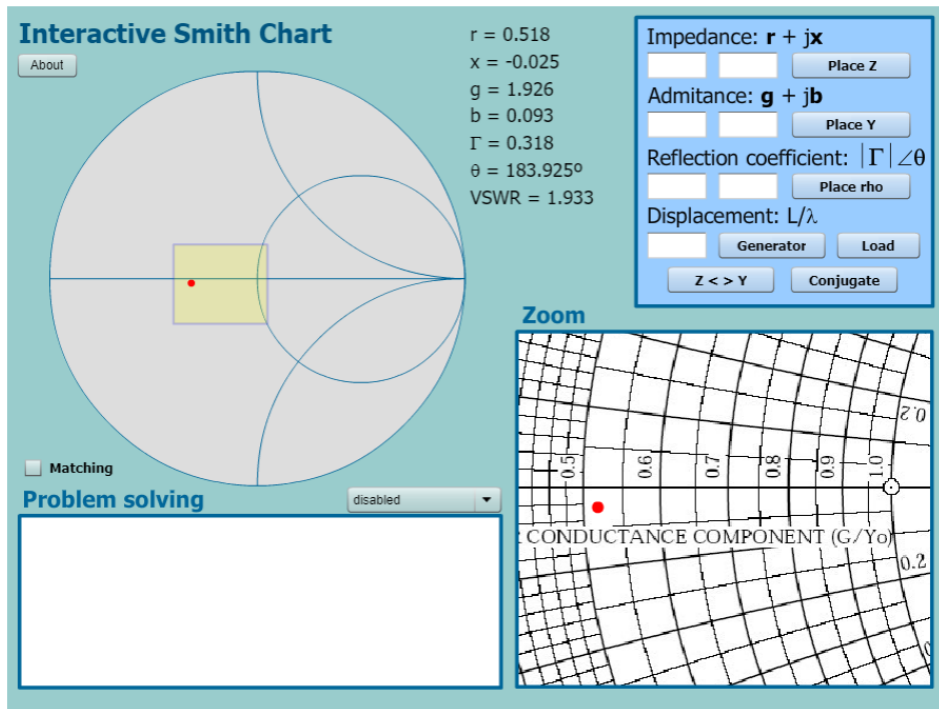 Interactive Smith Chart
About
r = 0.518
x = -0.025
g = 1.926
b = 0.093
Γ = 0.318
θ = 183.925º
VSWR = 1.933
Impedance: r + jx
Place Z
Admitance: g + jb
Place Y
Reflection coefficient: |Γ|∠θ
Place rho
Displacement: L/λ
Generator Load
Z < > Y Conjugate
Matching
Problem solving
disabled
Zoom
0.2
0.5 0.6 0.7 0.8 0.9 1.0
CONDUCTANCE COMPONENT (G/Yo)
0.2